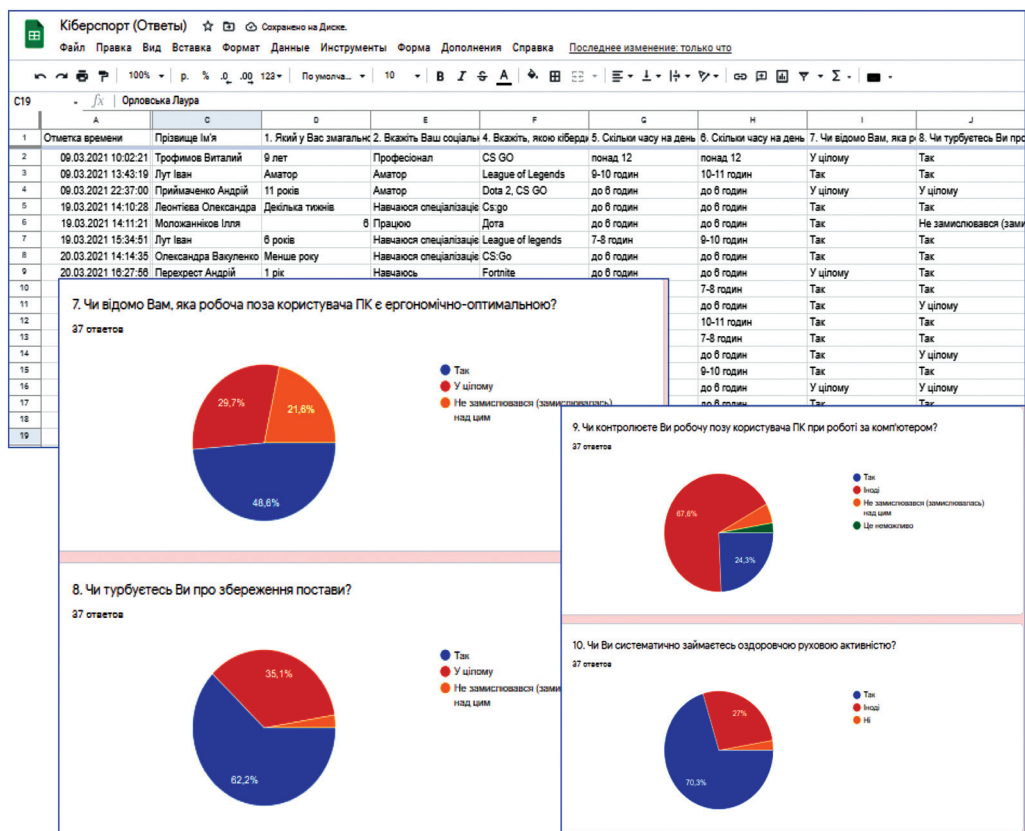 Кіберспорт (Ответы) Сохранено на Диске.
Файл Правка Вид Вставка Формат Данные Инструменты Форма Дополнения Справка Последнее изменение: только что
100% р. % .0 .00 123 По умолча... 10 B I S A
C19 fx Орловська Лаура
A C D E F G H I J
1 Отметка времени Прізвище Ім'я 1. Який у Вас змагальнс 2. Вкажіть Ваш соціальн 4. Вкажіть, якою кіберди 5. Скільки часу на день 6. Скільки часу на день 7. Чи відомо Вам, яка р 8. Чи турбуєтесь Ви про
2 09.03.2021 10:02:21 Трофимов Виталий 9 лет Професіонал CS GO понад 12 понад 12 У цілому Так
3 09.03.2021 13:43:19 Лут Іван Аматор Аматор League of Legends 9-10 годин 10-11 годин Так Так
4 09.03.2021 22:37:00 Приймаченко Андрій 11 років Аматор Dota 2, CS GO до 6 годин до 6 годин У цілому У цілому
5 19.03.2021 14:10:28 Леонтієва Олександра Декілька тижнів Навчаюся спеціалізаціє Cs:go до 6 годин до 6 годин Так Так
6 19.03.2021 14:11:21 Моложанніков Ілля 6 Працюю Дота до 6 годин до 6 годин Так Не замислювався (зами
7 19.03.2021 15:34:51 Лут Іван 6 років Навчаюся спеціалізаціє League of legends 7-8 годин 9-10 годин Так Так
8 20.03.2021 14:14:35 Олександра Вакуленко Менше року Навчаюся спеціалізаціє CS:Go до 6 годин до 6 годин Так Так
9 20.03.2021 16:27:56 Перехрест Андрій 1 рік Навчаюсь Fortnite до 6 годин до 6 годин У цілому Так
10 7-8 годин Так Так
11 до 6 годин Так У цілому
12 10-11 годин Так Так
13 7-8 годин Так Так
14 до 6 годин Так У цілому
15 9-10 годин Так Так
16 до 6 годин У цілому У цілому
17 до 6 годин Так Так
18
19
7. Чи відомо Вам, яка робоча поза користувача ПК є ергономічно-оптимальною?
37 ответов
29,7%
21,6%
48,6%
Так
У цілому
Не замислювався (замислювалась)
над цим
8. Чи турбуєтесь Ви про збереження постави?
37 ответов
35,1%
62,2%
Так
У цілому
Не замислювався (зами
над цим
9. Чи контролюєте Ви робочу позу користувача ПК при роботі за комп'ютером?
37 ответов
67,6%
24,3%
Так
Іноді
Не замислювався (замислювалась)
над цим
Це неможливо
10. Чи Ви систематично займаєтесь оздоровчою руховою активністю?
37 ответов
27%
70,3%
Так
Іноді
Ні